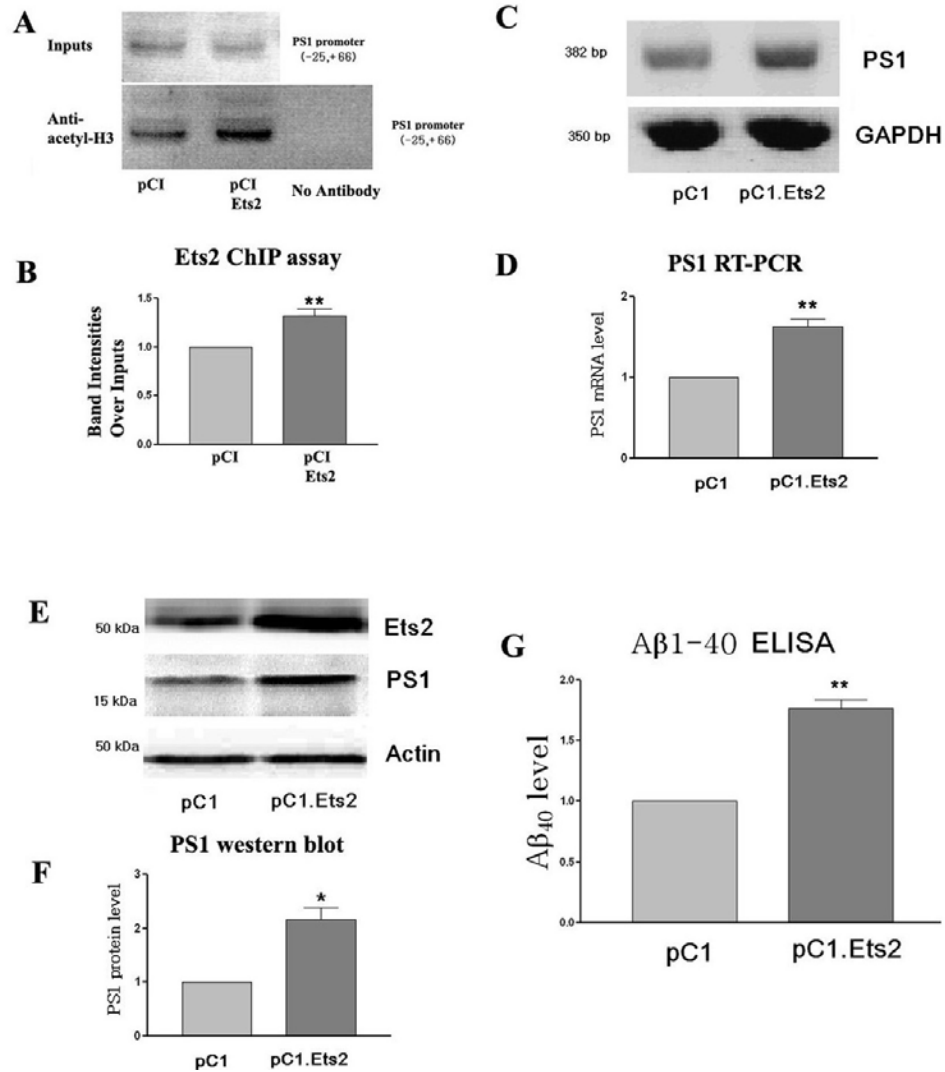 A
Inputs
PS1 promoter
(-25,+66)
Anti-
acetyl-H3
PS1 promoter
(-25,+66)
pCI
pCI
Ets2
No Antibody
B
Ets2 ChIP assay
Band Intensities
Over Inputs
1.5
1.0
0.5
0.0
**
pCI
pCI
Ets2
C
382 bp
PS1
350 bp
GAPDH
pC1
pC1.Ets2
D
PS1 RT-PCR
PS1 mRNA level
2
1
0
**
pC1
pC1.Ets2
E
50 kDa
Ets2
PS1
15 kDa
50 kDa
Actin
pC1
pC1.Ets2
F
PS1 western blot
PS1 protein level
3
2
1
0
*
pC1
pC1.Ets2
G
Aβ1-40 ELISA
Aβ40 level
2.0
1.5
1.0
0.5
0.0
**
pC1
pC1.Ets2